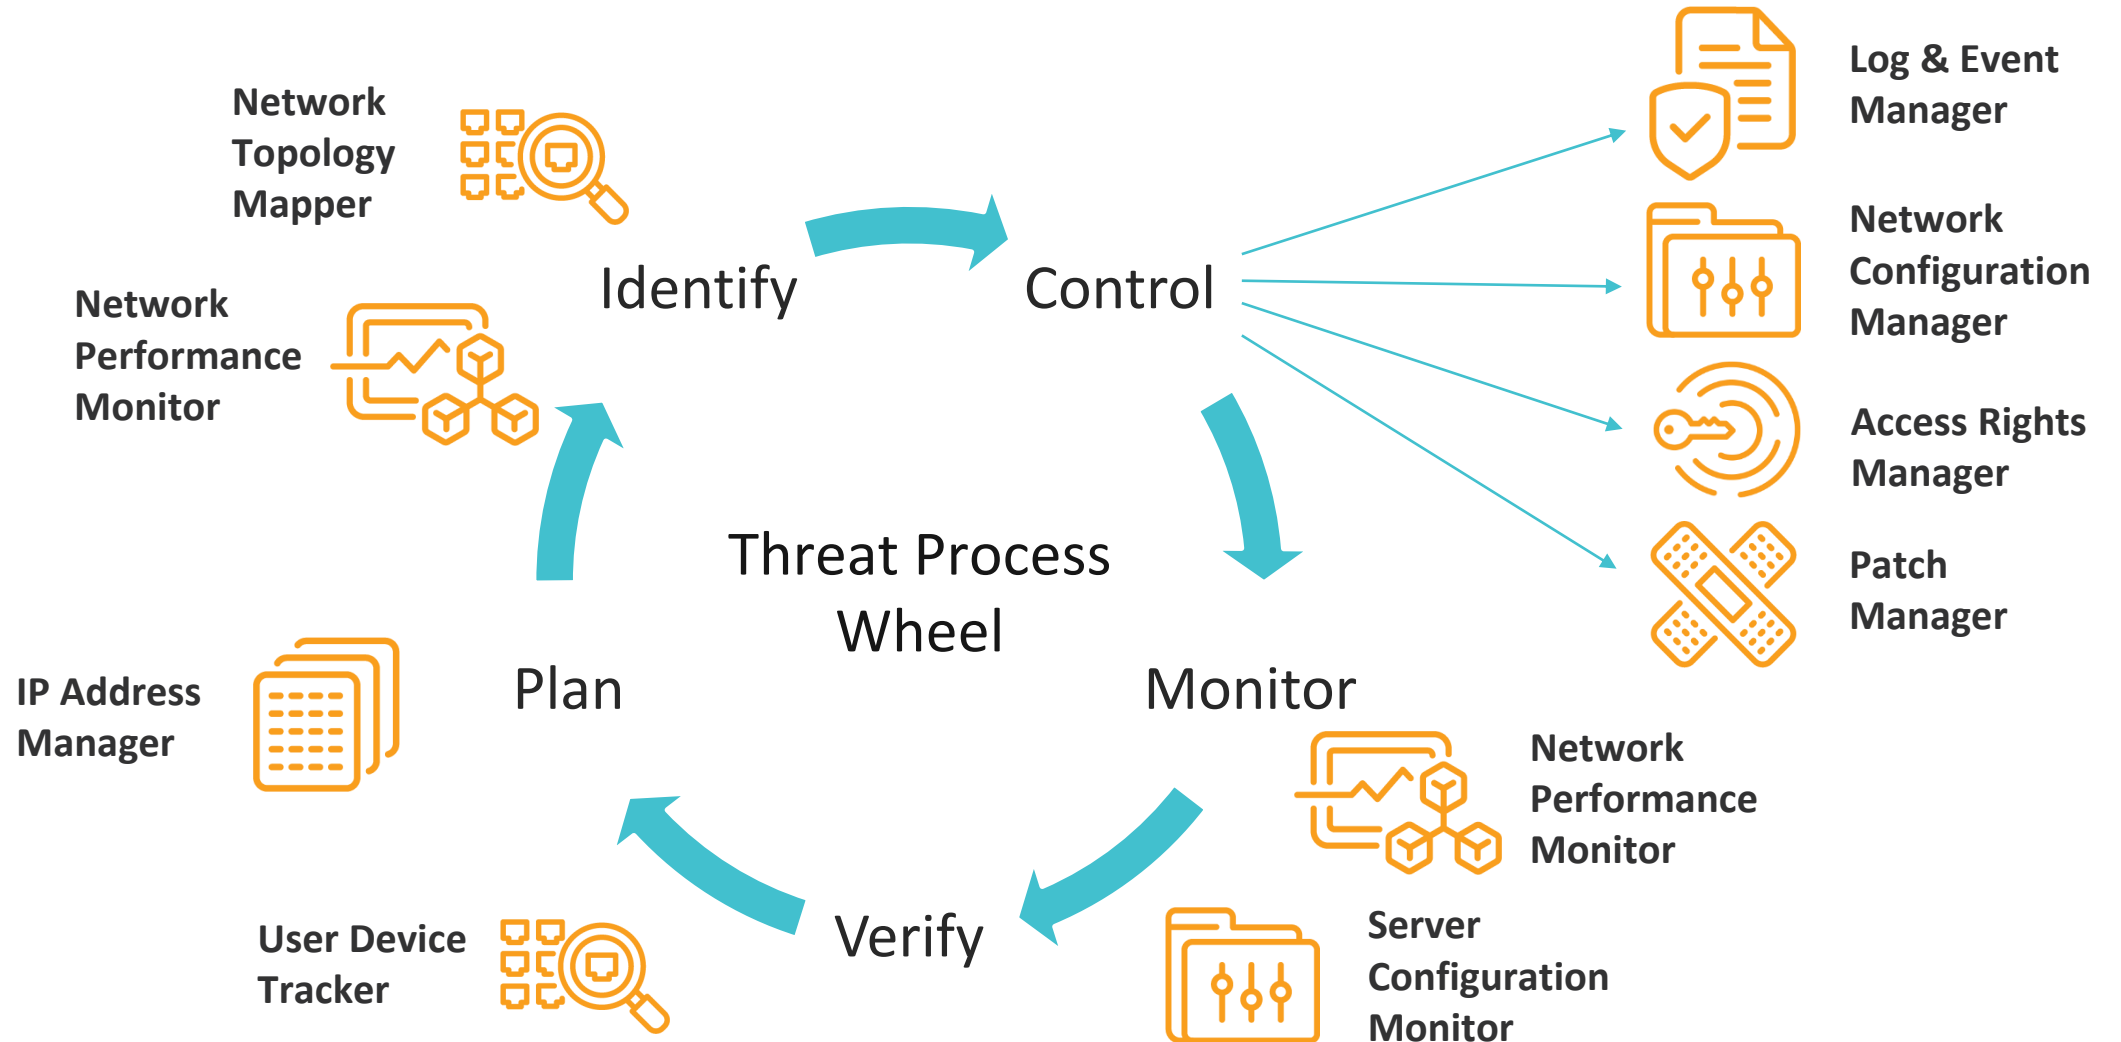 Network
Topology
Mapper
Identify
Control
Log & Event
Manager
Network
Configuration
Manager
Access Rights
Manager
Patch
Manager
Network
Performance
Monitor
Threat Process
Wheel
IP Address
Manager
Plan
Monitor
Network
Performance
Monitor
User Device
Tracker
Verify
Server
Configuration
Monitor